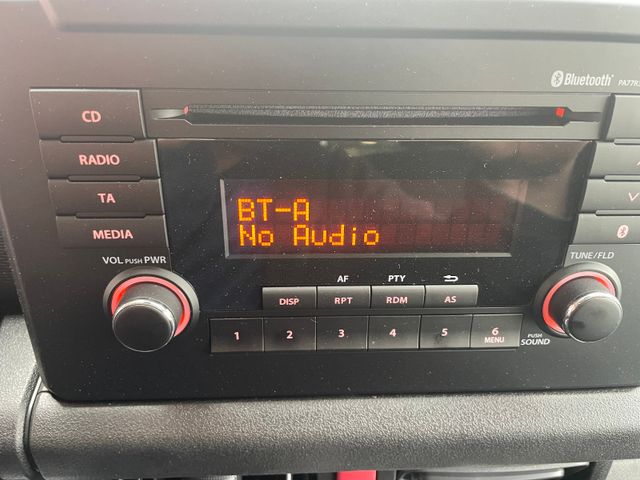 Bluetooth
CD
RADIO
TA
MEDIA
BT-A
No Audio
VOL PUSH PWR
TUNE/FLD
AF
PTY
DISP
RPT
RDM
AS
1
2
3
4
5
6
MENU
PUSH
SOUND